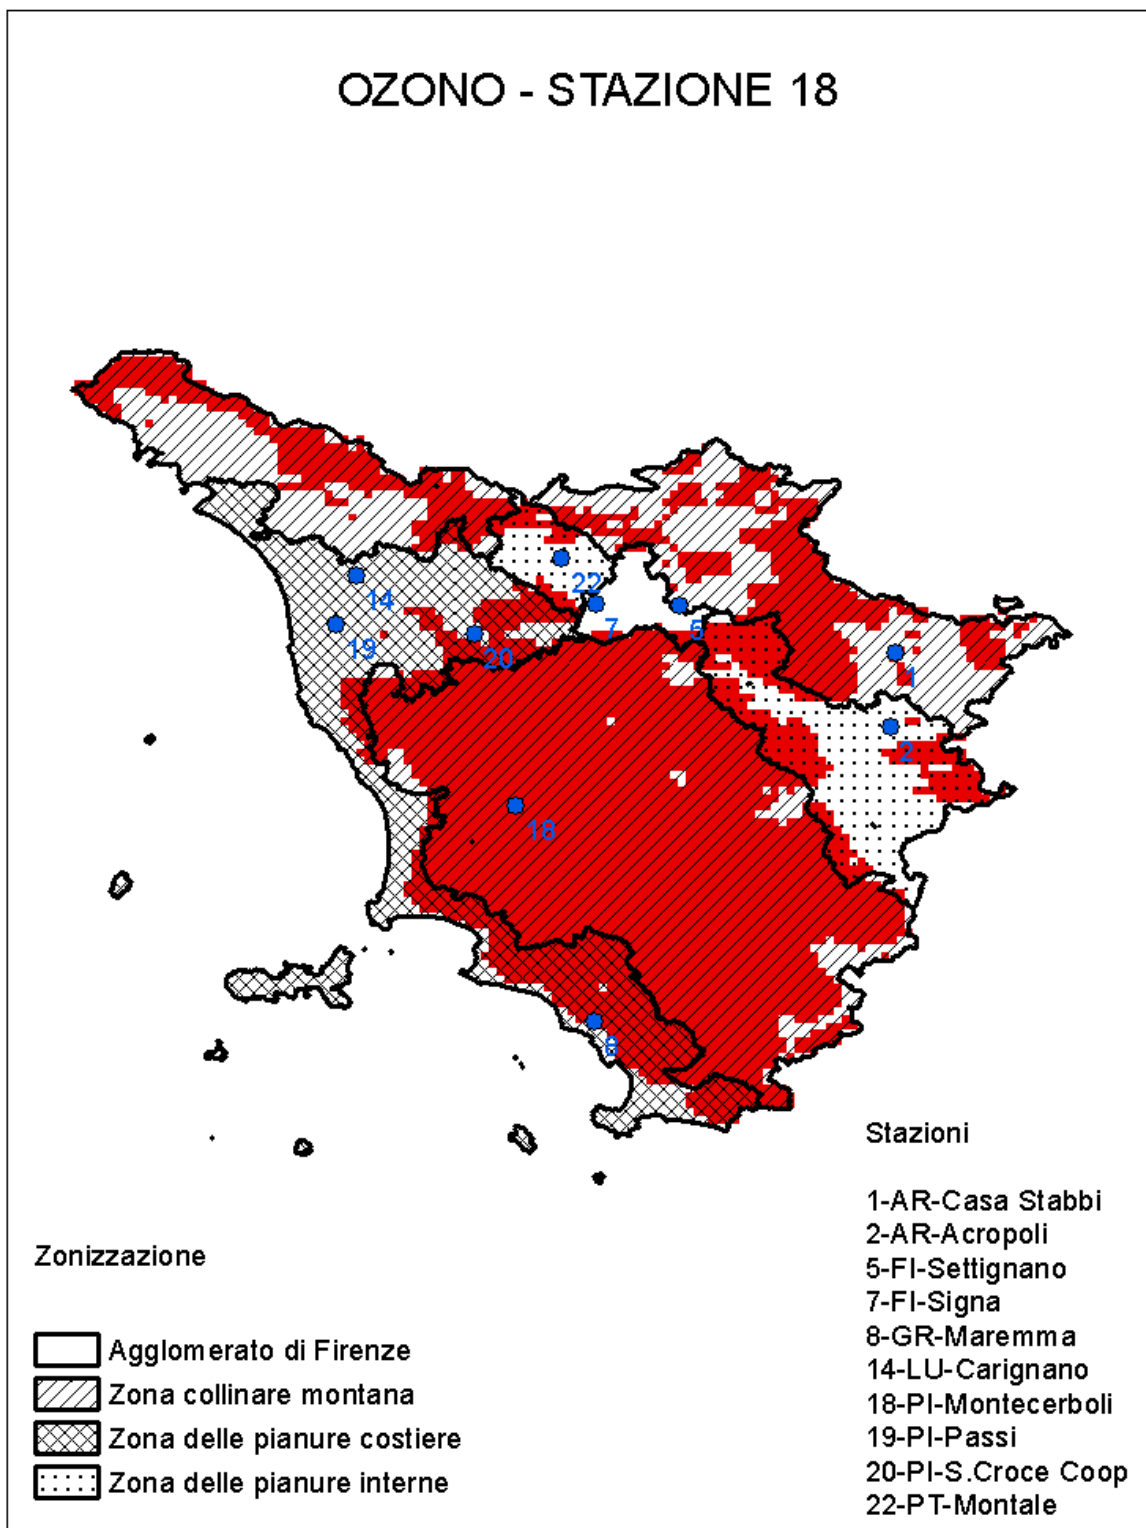 OZONO - STAZIONE 18
22
14
7
5
19
20
1
2
18
8
Stazioni
1-AR-Casa Stabbi
2-AR-Acropoli
5-FI-Settignano
7-FI-Signa
8-GR-Maremma
14-LU-Carignano
18-PI-Montecerboli
19-PI-Passi
20-PI-S.Croce Coop
22-PT-Montale
Zonizzazione
Agglomerato di Firenze
Zona collinare montana
Zona delle pianure costiere
Zona delle pianure interne